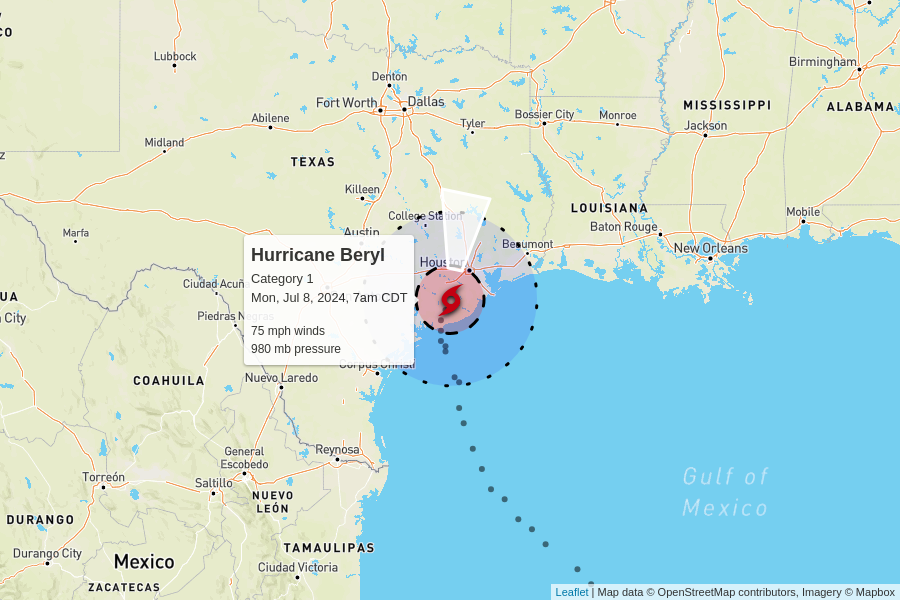 CO
Lubbock
Denton
Birmingham
Fort Worth
Dallas
MISSISSIPPI
ALABAMA
Abilene
Tyler
Bossier City
Monroe
Jackson
Midland
Z
TEXAS
Killeen
LOUISIANA
College Station
Mobile
Baton Rouge
Marfa
Austin
Beaumont
New Orleans
Hurricane Beryl
Houston
Category 1
Ciudad Acuñ
UA
Mon, Jul 8, 2024, 7am CDT
a City
Piedras Negras
75 mph winds
980 mb pressure
Corpus Christi
COAHUILA
Nuevo Laredo
General
Escobedo
Reynosa
Torreón
Saltillo
Gulf of
Mexico
NUEVO
LEÓN
DURANGO
TAMAULIPAS
Durango City
Mexico
Ciudad Victoria
ZACATECAS
Leaflet | Map data © OpenStreetMap contributors, Imagery © Mapbox